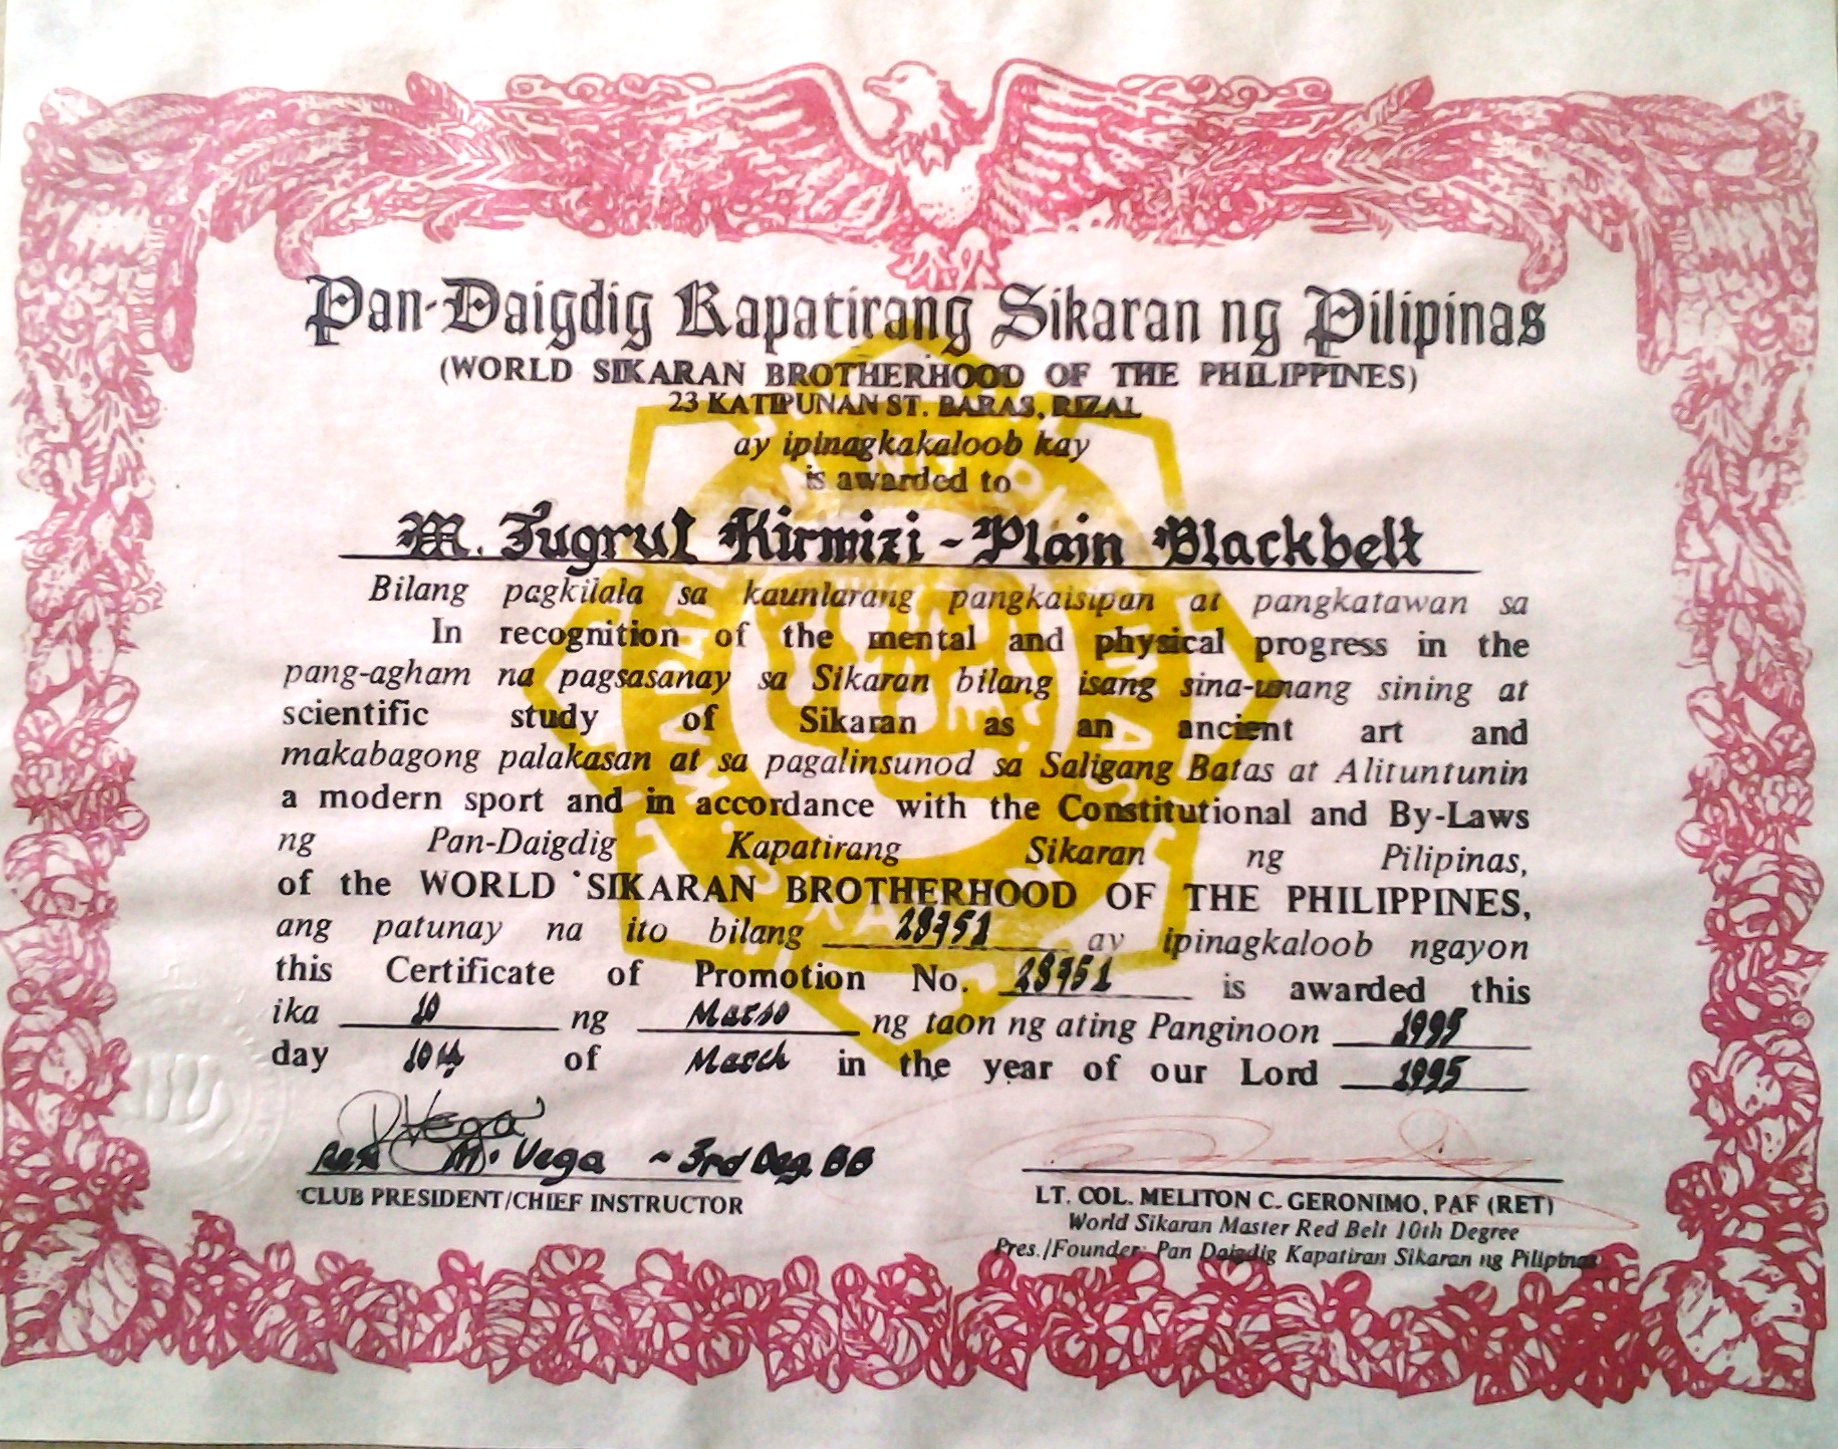 Pan-Daigdig Kapatirang Sikaran ng Pilipinas
(WORLD SIKARAN BROTHERHOOD OF THE PHILIPPINES)
23 KATIPUNAN ST. BARAS, RIZAL
ay ipinagkakaloob kay
is awarded to
M. Tugrul Kirmizi - Plain Blackbelt
Bilang pagkilala sa kaunlarang pangkaisipan at pangkatawan sa
In recognition of the mental and physical progress in the
pang-agham na pagsasanay sa Sikaran bilang isang sina-unang sining at
scientific study of Sikaran as an ancient art and
makabagong palakasan at sa pagalinsunod sa Saligang Batas at Alituntunin
a modern sport and in accordance with the Constitutional and By-Laws
ng Pan-Daigdig Kapatirang Sikaran ng Pilipinas,
of the WORLD SIKARAN BROTHERHOOD OF THE PHILIPPINES,
ang patunay na ito bilang 28751 ay ipinagkaloob ngayon
this Certificate of Promotion No. 28751 is awarded this
ika 10 ng Marso ng taon ng ating Panginoon 1995
day 10th of March in the year of our Lord 1995
Vega
M. Vega ~ 3rd Deg. BB
CLUB PRESIDENT/CHIEF INSTRUCTOR
LT. COL. MELITON C. GERONIMO, PAF (RET)
World Sikaran Master Red Belt 10th Degree
Pres./Founder: Pan Daigdig Kapatiran Sikaran ng Pilipinas